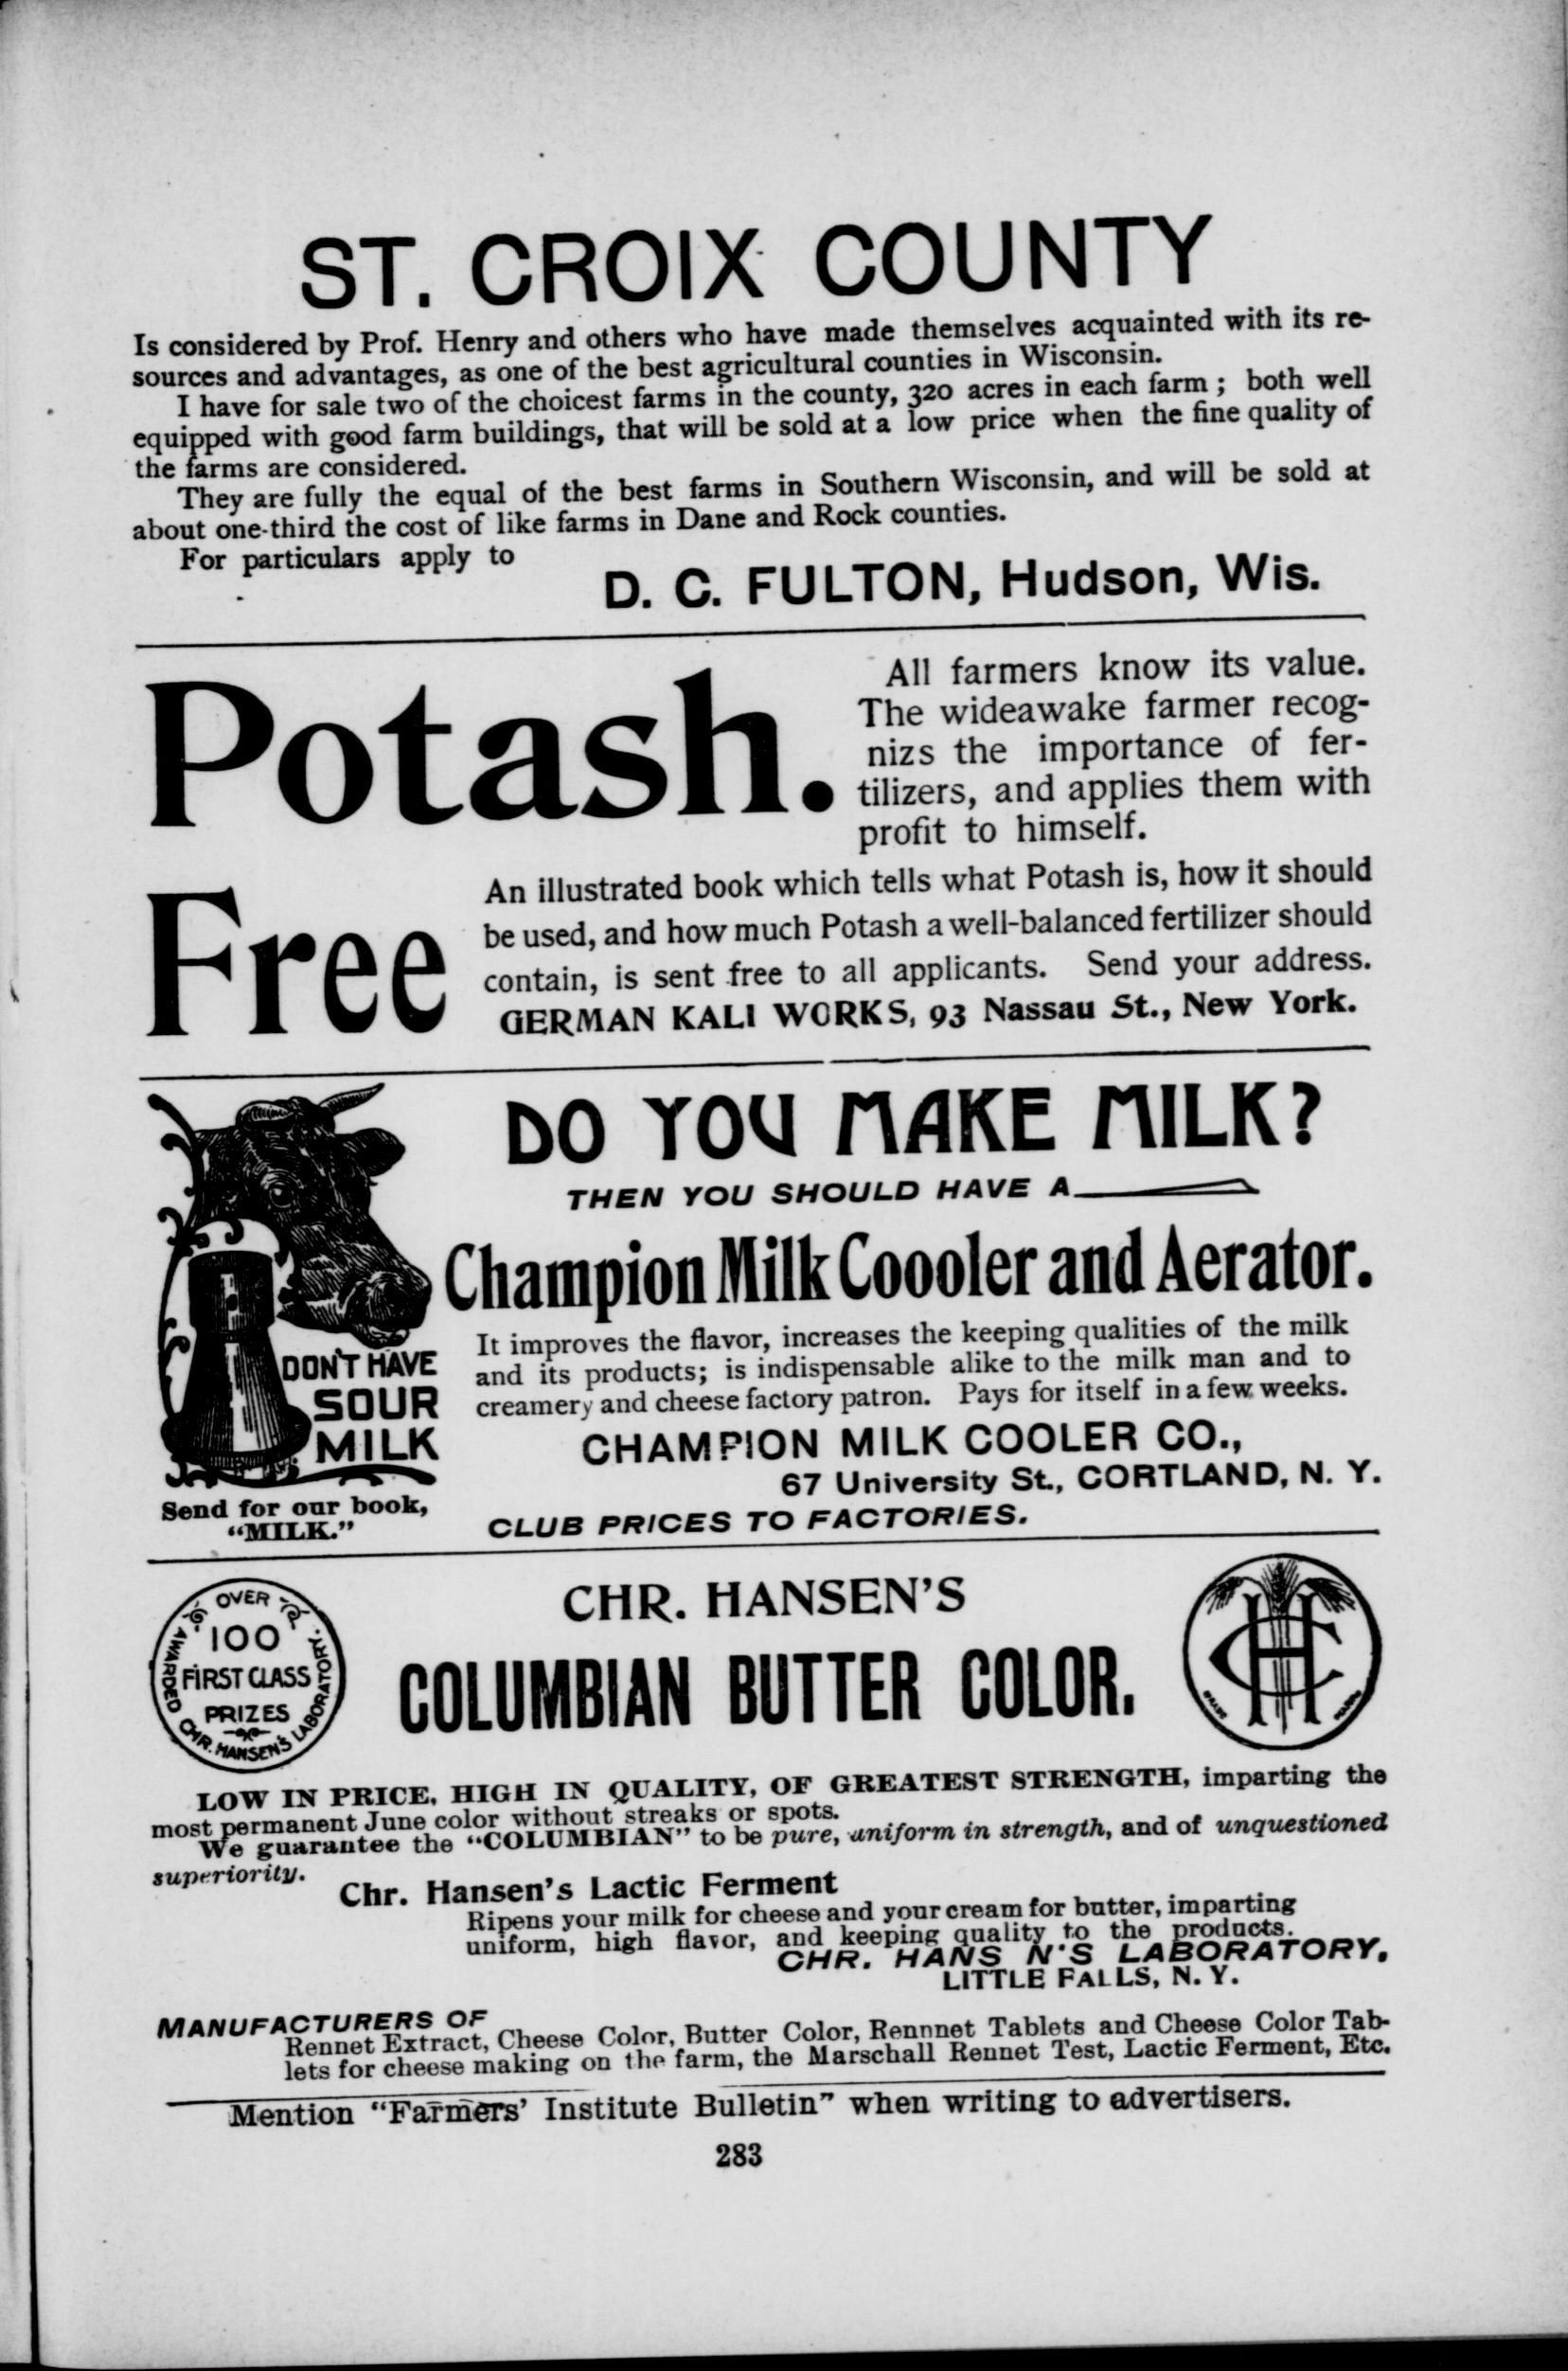 ST. CROIX COUNTY
Is considered by Prof. Henry and others who have made themselves acquainted with its re-
sources and advantages, as one of the best agricultural counties in Wisconsin.
I have for sale two of the choicest farms in the county, 320 acres in each farm; both well
equipped with good farm buildings, that will be sold at a low price when the fine quality of
the farms are considered.
They are fully the equal of the best farms in Southern Wisconsin, and will be sold at
about one-third the cost of like farms in Dane and Rock counties.
For particulars apply to
D. C. FULTON, Hudson, Wis.
Potash.
All farmers know its value.
The wideawake farmer recog-
nizs the importance of fer-
tilizers, and applies them with
profit to himself.
Free
An illustrated book which tells what Potash is, how it should
be used, and how much Potash a well-balanced fertilizer should
contain, is sent free to all applicants. Send your address.
GERMAN KALI WORKS, 93 Nassau St., New York.
DO YOU MAKE MILK?
THEN YOU SHOULD HAVE A
Champion Milk Coooler and Aerator.
It improves the flavor, increases the keeping qualities of the milk
and its products; is indispensable alike to the milk man and to
creamery and cheese factory patron. Pays for itself in a few weeks.
CHAMPION MILK COOLER CO.,
67 University St., CORTLAND, N. Y.
CLUB PRICES TO FACTORIES.
DON'T HAVE
SOUR
MILK
Send for our book,
"MILK."
OVER
100
FIRST CLASS
PRIZES
AWARDED CHR. HANSEN'S LABORATORY.
CHR. HANSEN'S
COLUMBIAN BUTTER COLOR.
CHF
LOW IN PRICE, HIGH IN QUALITY, OF GREATEST STRENGTH, imparting the
most permanent June color without streaks or spots.
We guarantee the "COLUMBIAN" to be pure, uniform in strength, and of unquestioned
superiority.
Chr. Hansen's Lactic Ferment
Ripens your milk for cheese and your cream for butter, imparting
uniform, high flavor, and keeping quality to the products.
CHR. HANS N'S LABORATORY,
LITTLE FALLS, N. Y.
MANUFACTURERS OF
Rennet Extract, Cheese Color, Butter Color, Rennnet Tablets and Cheese Color Tab-
lets for cheese making on the farm, the Marschall Rennet Test, Lactic Ferment, Etc.
Mention "Farmers' Institute Bulletin" when writing to advertisers.
283